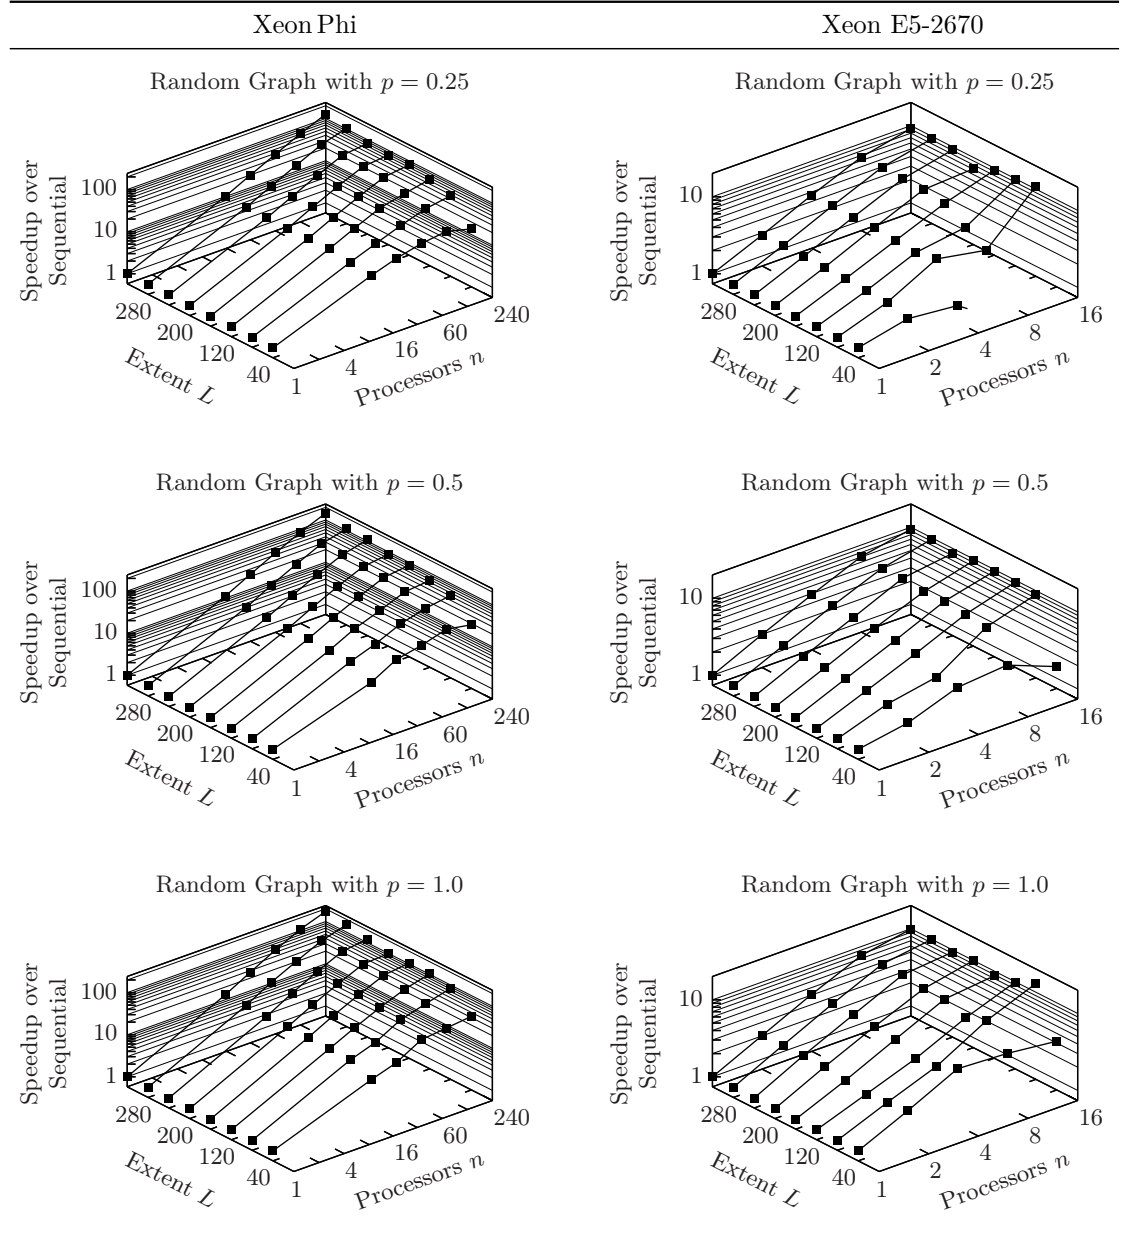 Xeon Phi Xeon E5-2670
Random Graph with p = 0.25
Speedup over
Sequential
100
10
1
280
200
120
40
Extent L
1
4
16
60
240
Processors n
Random Graph with p = 0.25
Speedup over
Sequential
10
1
280
200
120
40
Extent L
1
2
4
8
16
Processors n
Random Graph with p = 0.5
Speedup over
Sequential
100
10
1
280
200
120
40
Extent L
1
4
16
60
240
Processors n
Random Graph with p = 0.5
Speedup over
Sequential
10
1
280
200
120
40
Extent L
1
2
4
8
16
Processors n
Random Graph with p = 1.0
Speedup over
Sequential
100
10
1
280
200
120
40
Extent L
1
4
16
60
240
Processors n
Random Graph with p = 1.0
Speedup over
Sequential
10
1
280
200
120
40
Extent L
1
2
4
8
16
Processors n